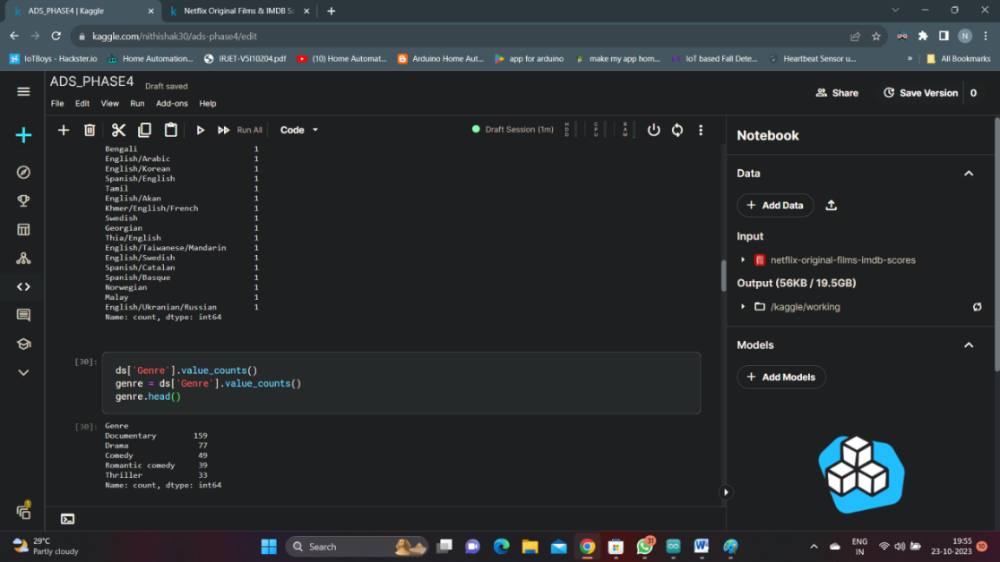 ADS_PHASE4 | Kaggle
Netflix Original Films & IMDB Sc
kaggle.com/nithishak30/ads-phase4/edit
N
IoTBoys - Hackster.io
Home Automation...
IRJET-V5I10204.pdf
(10) Home Automat...
Arduino Home Aut...
app for arduino
make my app hom...
IoT based Fall Dete...
Heartbeat Sensor u...
»
All Bookmarks
ADS_PHASE4 Draft saved
File Edit View Run Add-ons Help
Share
Save Version 0
Run All
Code
Draft Session (1m)
HDD
CPU
RAM
Bengali 1
English/Arabic 1
English/Korean 1
Spanish/English 1
Tamil 1
English/Akan 1
Khmer/English/French 1
Swedish 1
Georgian 1
Thia/English 1
English/Taiwanese/Mandarin 1
English/Swedish 1
Spanish/Catalan 1
Spanish/Basque 1
Norwegian 1
Malay 1
English/Ukranian/Russian 1
Name: count, dtype: int64
[30]:
ds['Genre'].value_counts()
genre = ds['Genre'].value_counts()
genre.head()
[30]:
Genre
Documentary 159
Drama 77
Comedy 49
Romantic comedy 39
Thriller 33
Name: count, dtype: int64
Notebook
Data
+ Add Data
Input
netflix-original-films-imdb-scores
Output (56KB / 19.5GB)
/kaggle/working
Models
+ Add Models
1
29°C
Partly cloudy
Search
31
ENG
IN
19:55
23-10-2023
10